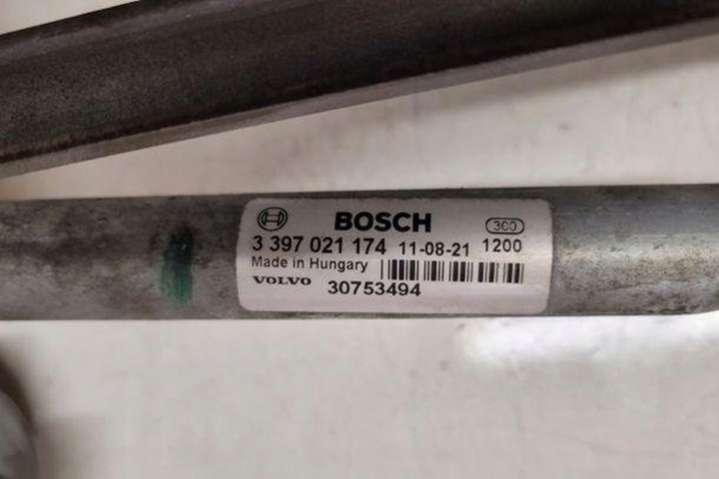 BOSCH 300
3 397 021 174 11-08-21 1200
Made in Hungary
VOLVO 30753494